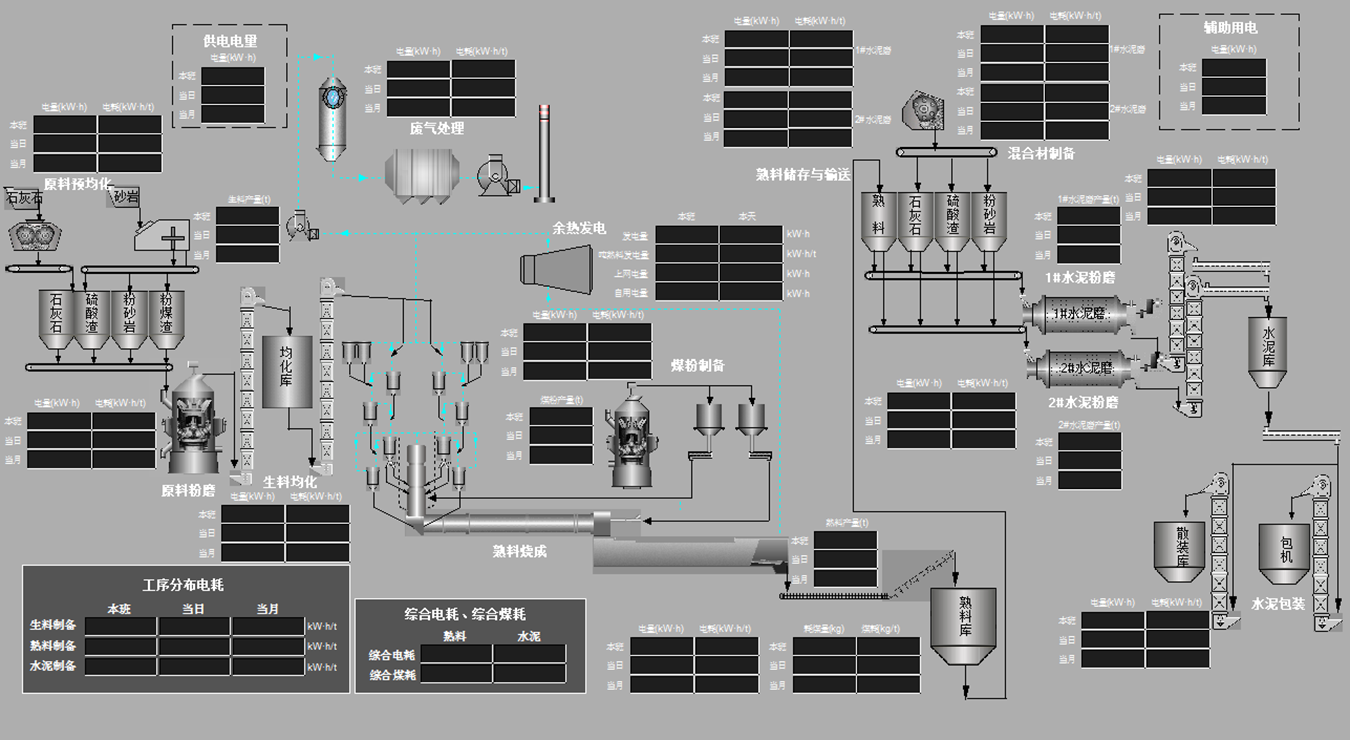 供电电量
电量(kW·h)
本班
当日
当月
电量(kW·h) 电耗(kW·h/t)
本班
当日
当月
废气处理
电量(kW·h) 电耗(kW·h/t)
本班
当日
当月
原料预均化
石灰石
砂岩
生料产量(t)
本班
当日
当月
石灰石
硫酸渣
粉砂岩
粉煤渣
电量(kW·h) 电耗(kW·h/t)
本班
当日
当月
原料粉磨
均化库
生料均化
电量(kW·h) 电耗(kW·h/t)
本班
当日
当月
余热发电
本班 本天
发电量 kW·h
吨熟料发电量 kW·h/t
上网电量 kW·h
自用电量 kW·h
电量(kW·h) 电耗(kW·h/t)
本班
当日
当月
煤粉制备
煤粉产量(t)
本班
当日
当月
熟料烧成
熟料产量(t)
本班
当日
当月
熟料库
电量(kW·h) 电耗(kW·h/t)
本班
当日
当月
耗煤量(kg) 煤耗(kg/t)
本班
当日
当月
工序分布电耗
本班 当日 当月
生料制备 kW·h/t
熟料制备 kW·h/t
水泥制备 kW·h/t
综合电耗、综合煤耗
熟料 水泥
综合电耗
综合煤耗
电量(kW·h) 电耗(kW·h/t)
本班
当日
当月
1#水泥磨
本班
当日
当月
2#水泥磨
熟料储存与输送
电量(kW·h) 电耗(kW·h/t)
本班
当日
当月
1#水泥磨
本班
当日
当月
2#水泥磨
混合材制备
辅助用电
电量(kW·h)
本班
当日
当月
熟料
石灰石
硫酸渣
粉砂岩
电量(kW·h) 电耗(kW·h/t)
本班
当日
当月
1#水泥磨产量(t)
本班
当日
当月
1#水泥粉磨
1#水泥磨
2#水泥磨
2#水泥粉磨
电量(kW·h) 电耗(kW·h/t)
本班
当日
当月
2#水泥磨产量(t)
本班
当日
当月
水泥库
散装库
包机
水泥包装
电量(kW·h) 电耗(kW·h/t)
本班
当日
当月